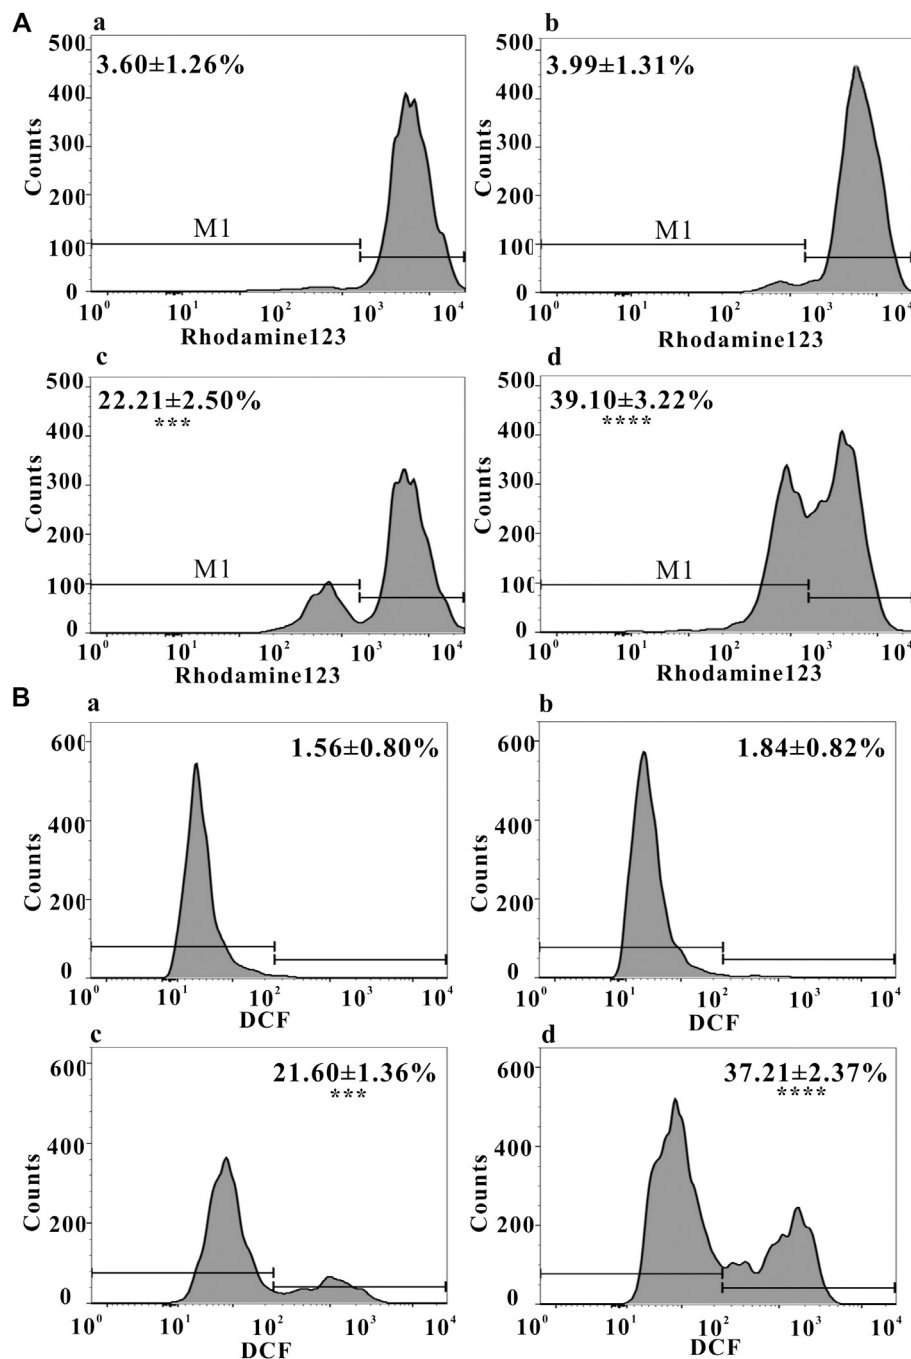 A
a
500
3.60±1.26%
400
300
Counts
200
M1
100
0
10⁰ 10¹ 10² 10³ 10⁴
Rhodamine123
b
500
3.99±1.31%
400
300
Counts
200
M1
100
0
10⁰ 10¹ 10² 10³ 10⁴
Rhodamine123
c
500
22.21±2.50%
***
400
300
Counts
200
M1
100
0
10⁰ 10¹ 10² 10³ 10⁴
Rhodamine123
d
500
39.10±3.22%
****
400
300
Counts
200
M1
100
0
10⁰ 10¹ 10² 10³ 10⁴
Rhodamine123
B
a
600
1.56±0.80%
400
Counts
200
0
10⁰ 10¹ 10² 10³ 10⁴
DCF
b
600
1.84±0.82%
400
Counts
200
0
10⁰ 10¹ 10² 10³ 10⁴
DCF
c
600
21.60±1.36%
***
400
Counts
200
0
10⁰ 10¹ 10² 10³ 10⁴
DCF
d
600
37.21±2.37%
****
400
Counts
200
0
10⁰ 10¹ 10² 10³ 10⁴
DCF